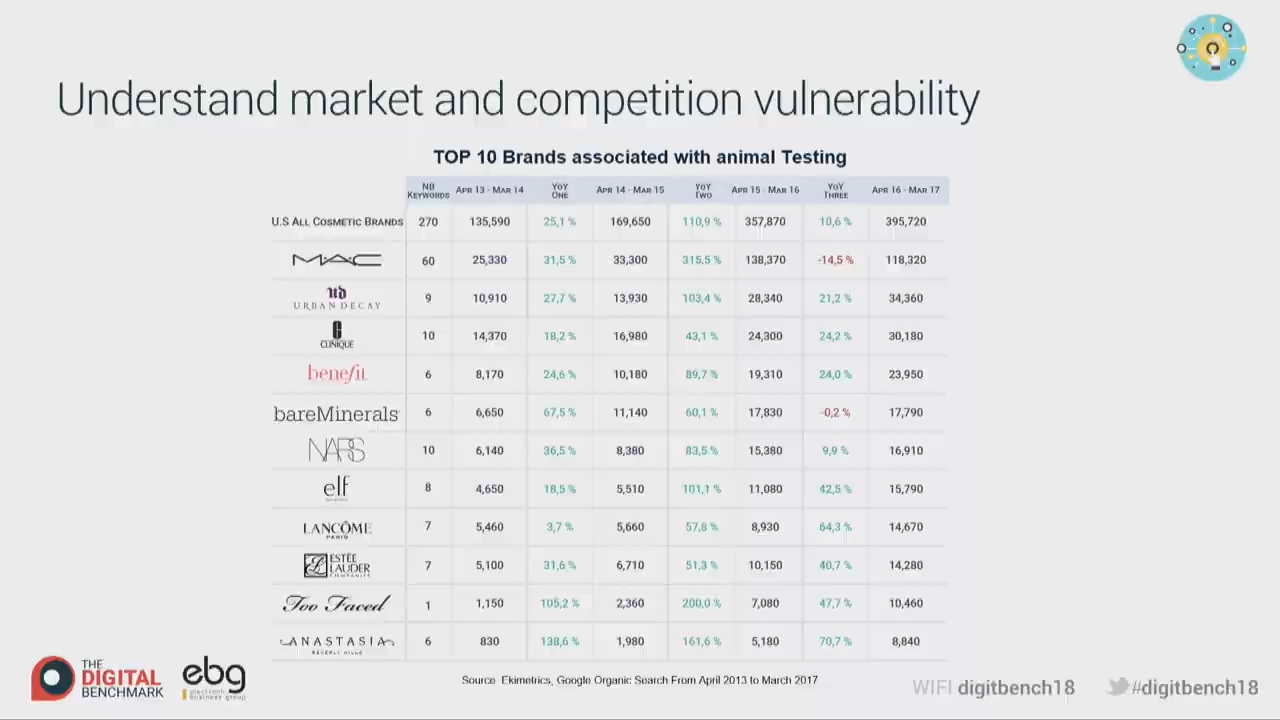 Understand market and competition vulnerability
TOP 10 Brands associated with animal Testing
NB KEYWORDS APR 13 - MAR 14 YOY ONE APR 14 - MAR 15 YOY TWO APR 15 - MAR 16 YOY THREE APR 16 - MAR 17
U.S ALL COSMETIC BRANDS 270 135,590 25,1 % 169,650 110,9 % 357,870 10,6 % 395,720
MAC 60 25,330 31,5 % 33,300 315.5 % 138,370 -14,5 % 118,320
ud URBAN DECAY 9 10,910 27,7 % 13,930 103,4 % 28,340 21,2 % 34,360
C CLINIQUE 10 14,370 18,2 % 16,980 43,1 % 24,300 24,2 % 30,180
benefit 6 8,170 24,6 % 10,180 89,7 % 19,310 24,0 % 23,950
bareMinerals 6 6,650 67,5 % 11,140 60,1 % 17,830 -0,2 % 17,790
NARS 10 6,140 36,5 % 8,380 83,5 % 15,380 9,9 % 16,910
elf 8 4,650 18,5 % 5,510 101,1 % 11,080 42,5 % 15,790
LANCÔME PARIS 7 5,460 3,7 % 5,660 57,8 % 8,930 64,3 % 14,670
ESTĒE LAUDER COMPANIES 7 5,100 31,6 % 6,710 51,3 % 10,150 40,7 % 14,280
Too Faced 1 1,150 105,2 % 2,360 200,0 % 7,080 47,7 % 10,460
ANASTASIA BEVERLY HILLS 6 830 138,6 % 1,980 161,6 % 5,180 70,7 % 8,840
Source Ekimetrics, Google Organic Search From April 2013 to March 2017
THE DIGITAL BENCHMARK
ebg
electronic business group
WIFI digitbench18
#digitbench18